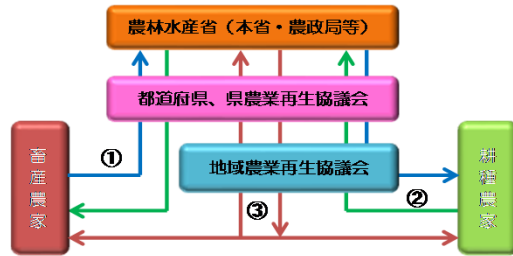 農林水産省（本省・農政局等）
都道府県、県農業再生協議会
①
地域農業再生協議会
畜産農家
耕種農家
②
③